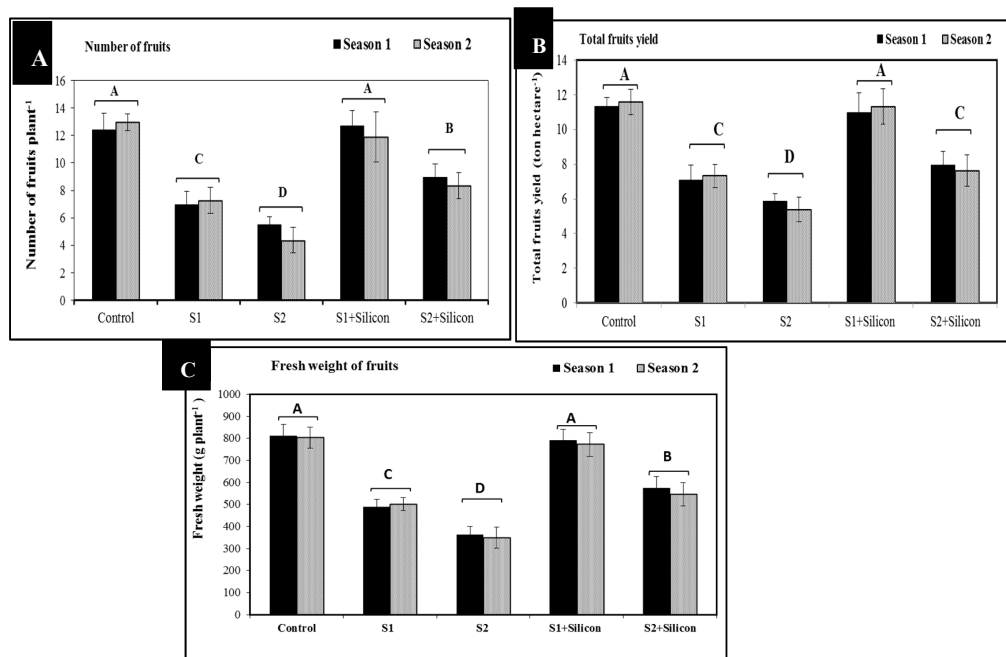 A
Number of fruits
Season 1 Season 2
Number of fruits plant⁻¹
16
14
12
10
8
6
4
2
0
A
C
D
A
B
Control S1 S2 S1+Silicon S2+Silicon
B
Total fruits yield
Season 1 Season 2
Total fruits yield (ton hectare⁻¹)
14
12
10
8
6
4
2
0
A
C
D
A
C
Control S1 S2 S1+Silicon S2+Silicon
C
Fresh weight of fruits
Season 1 Season 2
Fresh weight (g plant⁻¹)
1000
900
800
700
600
500
400
300
200
100
0
A
C
D
A
B
Control S1 S2 S1+Silicon S2+Silicon